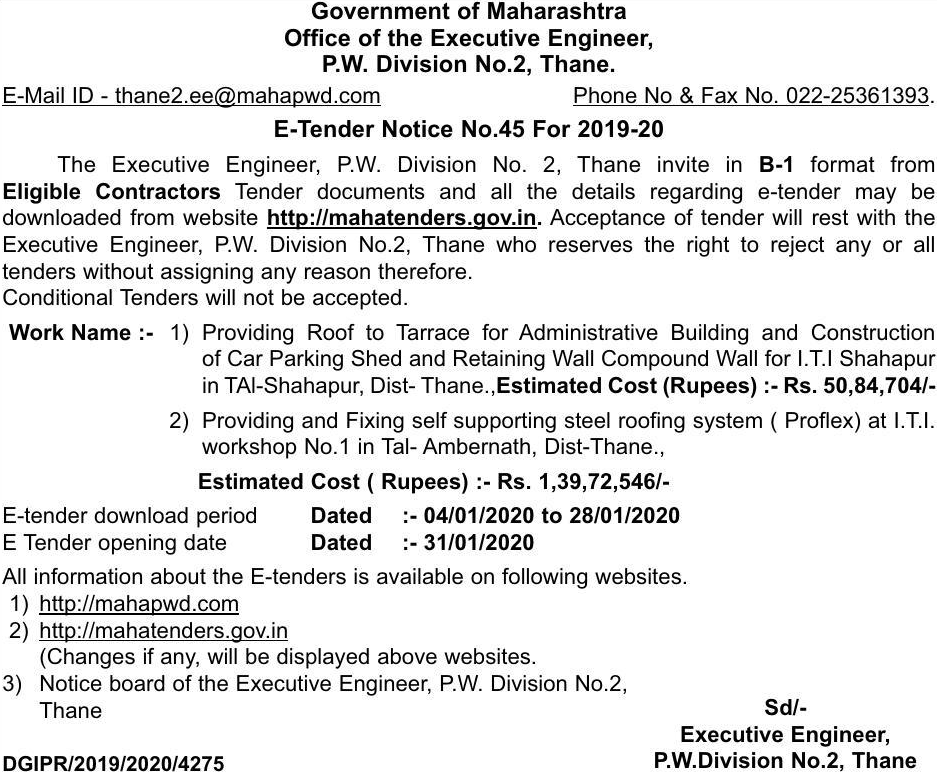 Government of Maharashtra
Office of the Executive Engineer,
P.W. Division No.2, Thane.
E-Mail ID - thane2.ee@mahapwd.com Phone No & Fax No. 022-25361393.
E-Tender Notice No.45 For 2019-20
The Executive Engineer, P.W. Division No. 2, Thane invite in B-1 format from
Eligible Contractors Tender documents and all the details regarding e-tender may be
downloaded from website http://mahatenders.gov.in. Acceptance of tender will rest with the
Executive Engineer, P.W. Division No.2, Thane who reserves the right to reject any or all
tenders without assigning any reason therefore.
Conditional Tenders will not be accepted.
Work Name :- 1) Providing Roof to Tarrace for Administrative Building and Construction
of Car Parking Shed and Retaining Wall Compound Wall for I.T.I Shahapur
in TAl-Shahapur, Dist- Thane.,Estimated Cost (Rupees) :- Rs. 50,84,704/-
2) Providing and Fixing self supporting steel roofing system ( Proflex) at I.T.I.
workshop No.1 in Tal- Ambernath, Dist-Thane.,
Estimated Cost ( Rupees) :- Rs. 1,39,72,546/-
E-tender download period Dated :- 04/01/2020 to 28/01/2020
E Tender opening date Dated :- 31/01/2020
All information about the E-tenders is available on following websites.
1) http://mahapwd.com
2) http://mahatenders.gov.in
(Changes if any, will be displayed above websites.
3) Notice board of the Executive Engineer, P.W. Division No.2,
Thane
Sd/-
Executive Engineer,
P.W.Division No.2, Thane
DGIPR/2019/2020/4275